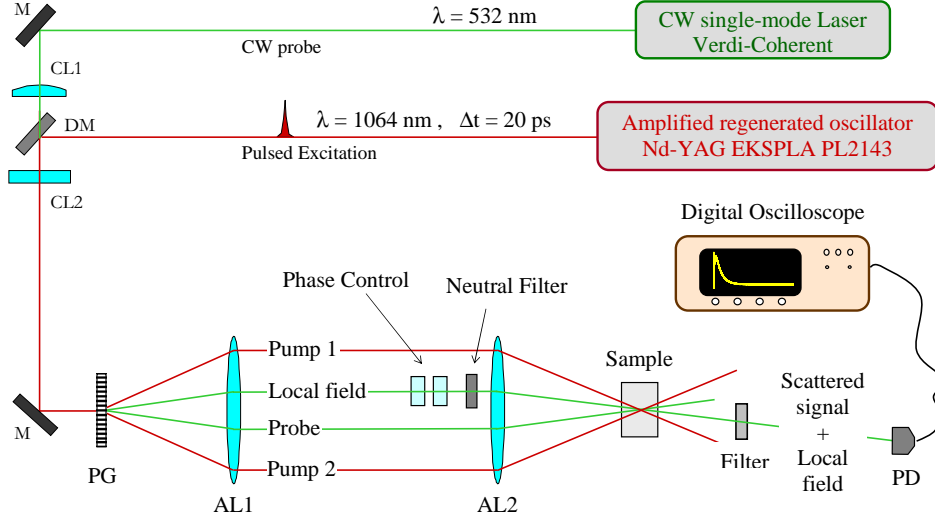 M
λ = 532 nm
CW probe
CW single-mode Laser
Verdi-Coherent
CL1
DM
λ = 1064 nm , Δt = 20 ps
Pulsed Excitation
Amplified regenerated oscillator
Nd-YAG EKSPLA PL2143
CL2
Digital Oscilloscope
Phase Control
Neutral Filter
Pump 1
Local field
Probe
Pump 2
Sample
Scattered
signal
+
Local
field
M
PG
AL1
AL2
Filter
PD